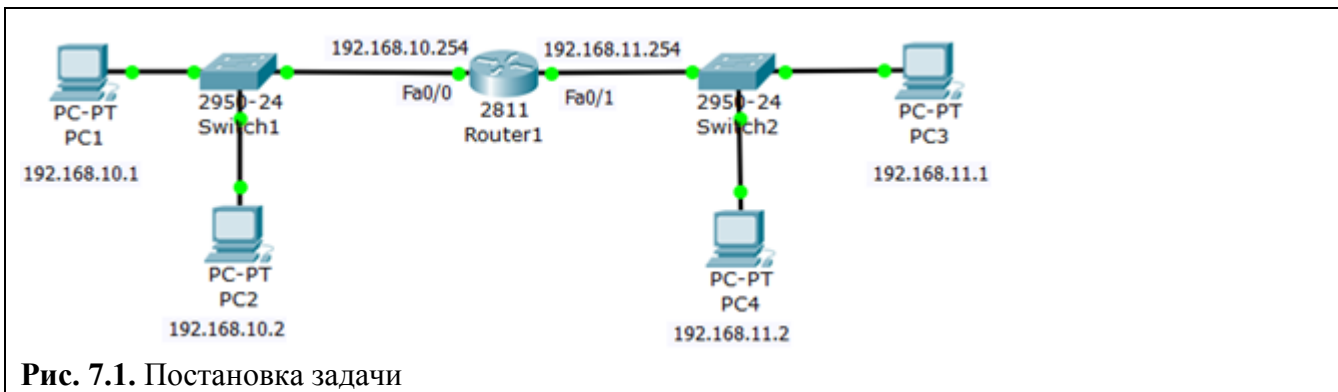 192.168.10.254
192.168.11.254
Fa0/0
Fa0/1
PC-PT
PC1
192.168.10.1
2950-24
Switch1
2811
Router1
2950-24
Switch2
PC-PT
PC3
192.168.11.1
PC-PT
PC2
192.168.10.2
PC-PT
PC4
192.168.11.2
Рис. 7.1. Постановка задачи